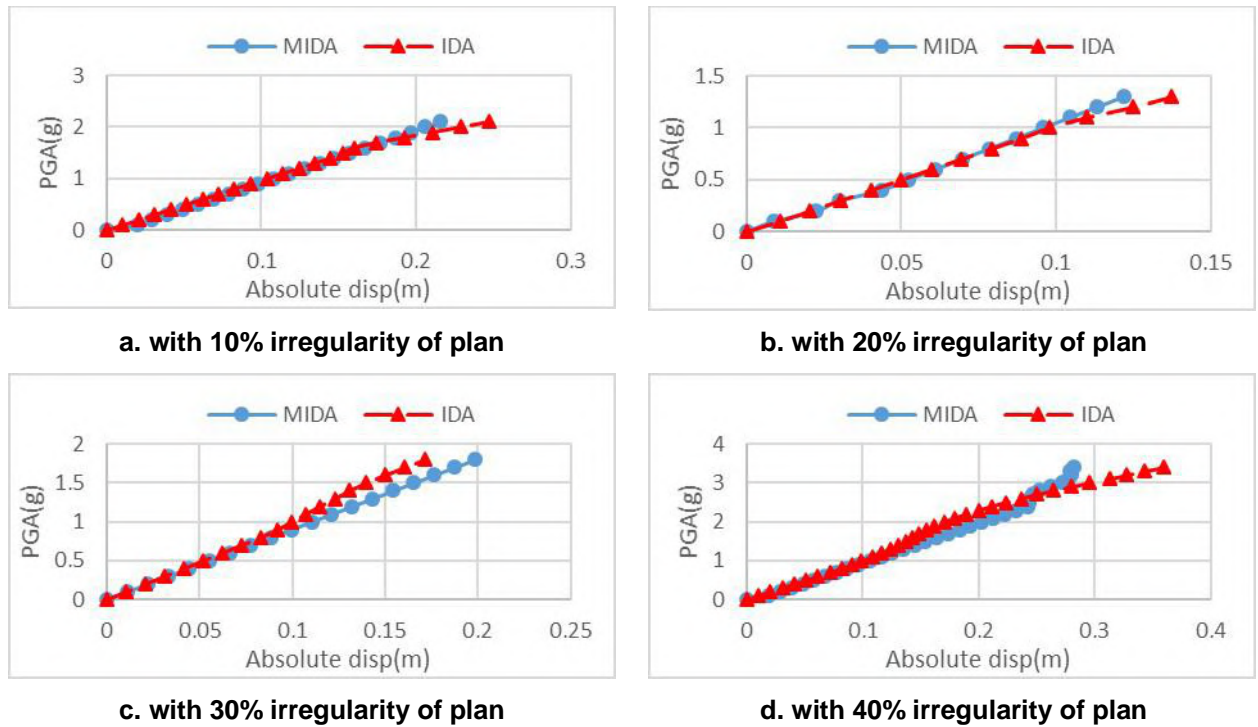 MIDA IDA
PGA(g)
3
2
1
0
0 0.1 0.2 0.3
Absolute disp(m)
a. with 10% irregularity of plan
MIDA IDA
PGA(g)
1.5
1
0.5
0
0 0.05 0.1 0.15
Absolute disp(m)
b. with 20% irregularity of plan
MIDA IDA
PGA(g)
2
1.5
1
0.5
0
0 0.05 0.1 0.15 0.2 0.25
Absolute disp(m)
c. with 30% irregularity of plan
MIDA IDA
PGA(g)
4
3
2
1
0
0 0.1 0.2 0.3 0.4
Absolute disp(m)
d. with 40% irregularity of plan